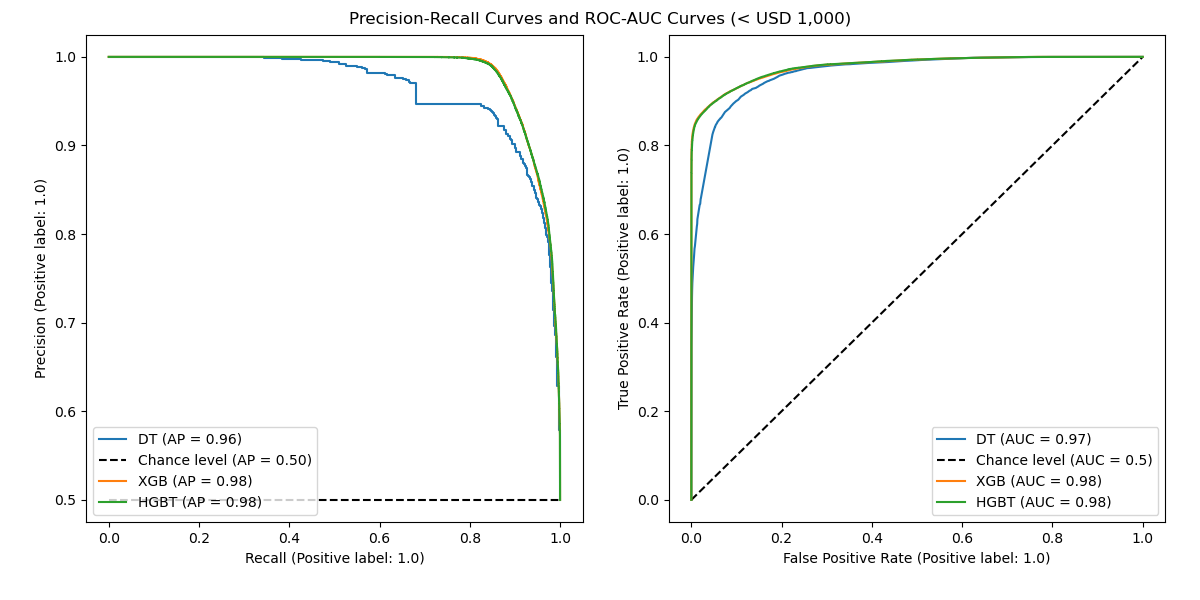 Precision-Recall Curves and ROC-AUC Curves (< USD 1,000)
1.0
0.9
0.8
0.7
0.6
0.5
Precision (Positive label: 1.0)
DT (AP = 0.96)
Chance level (AP = 0.50)
XGB (AP = 0.98)
HGBT (AP = 0.98)
0.0 0.2 0.4 0.6 0.8 1.0
Recall (Positive label: 1.0)
1.0
0.8
0.6
0.4
0.2
0.0
True Positive Rate (Positive label: 1.0)
DT (AUC = 0.97)
Chance level (AUC = 0.5)
XGB (AUC = 0.98)
HGBT (AUC = 0.98)
0.0 0.2 0.4 0.6 0.8 1.0
False Positive Rate (Positive label: 1.0)